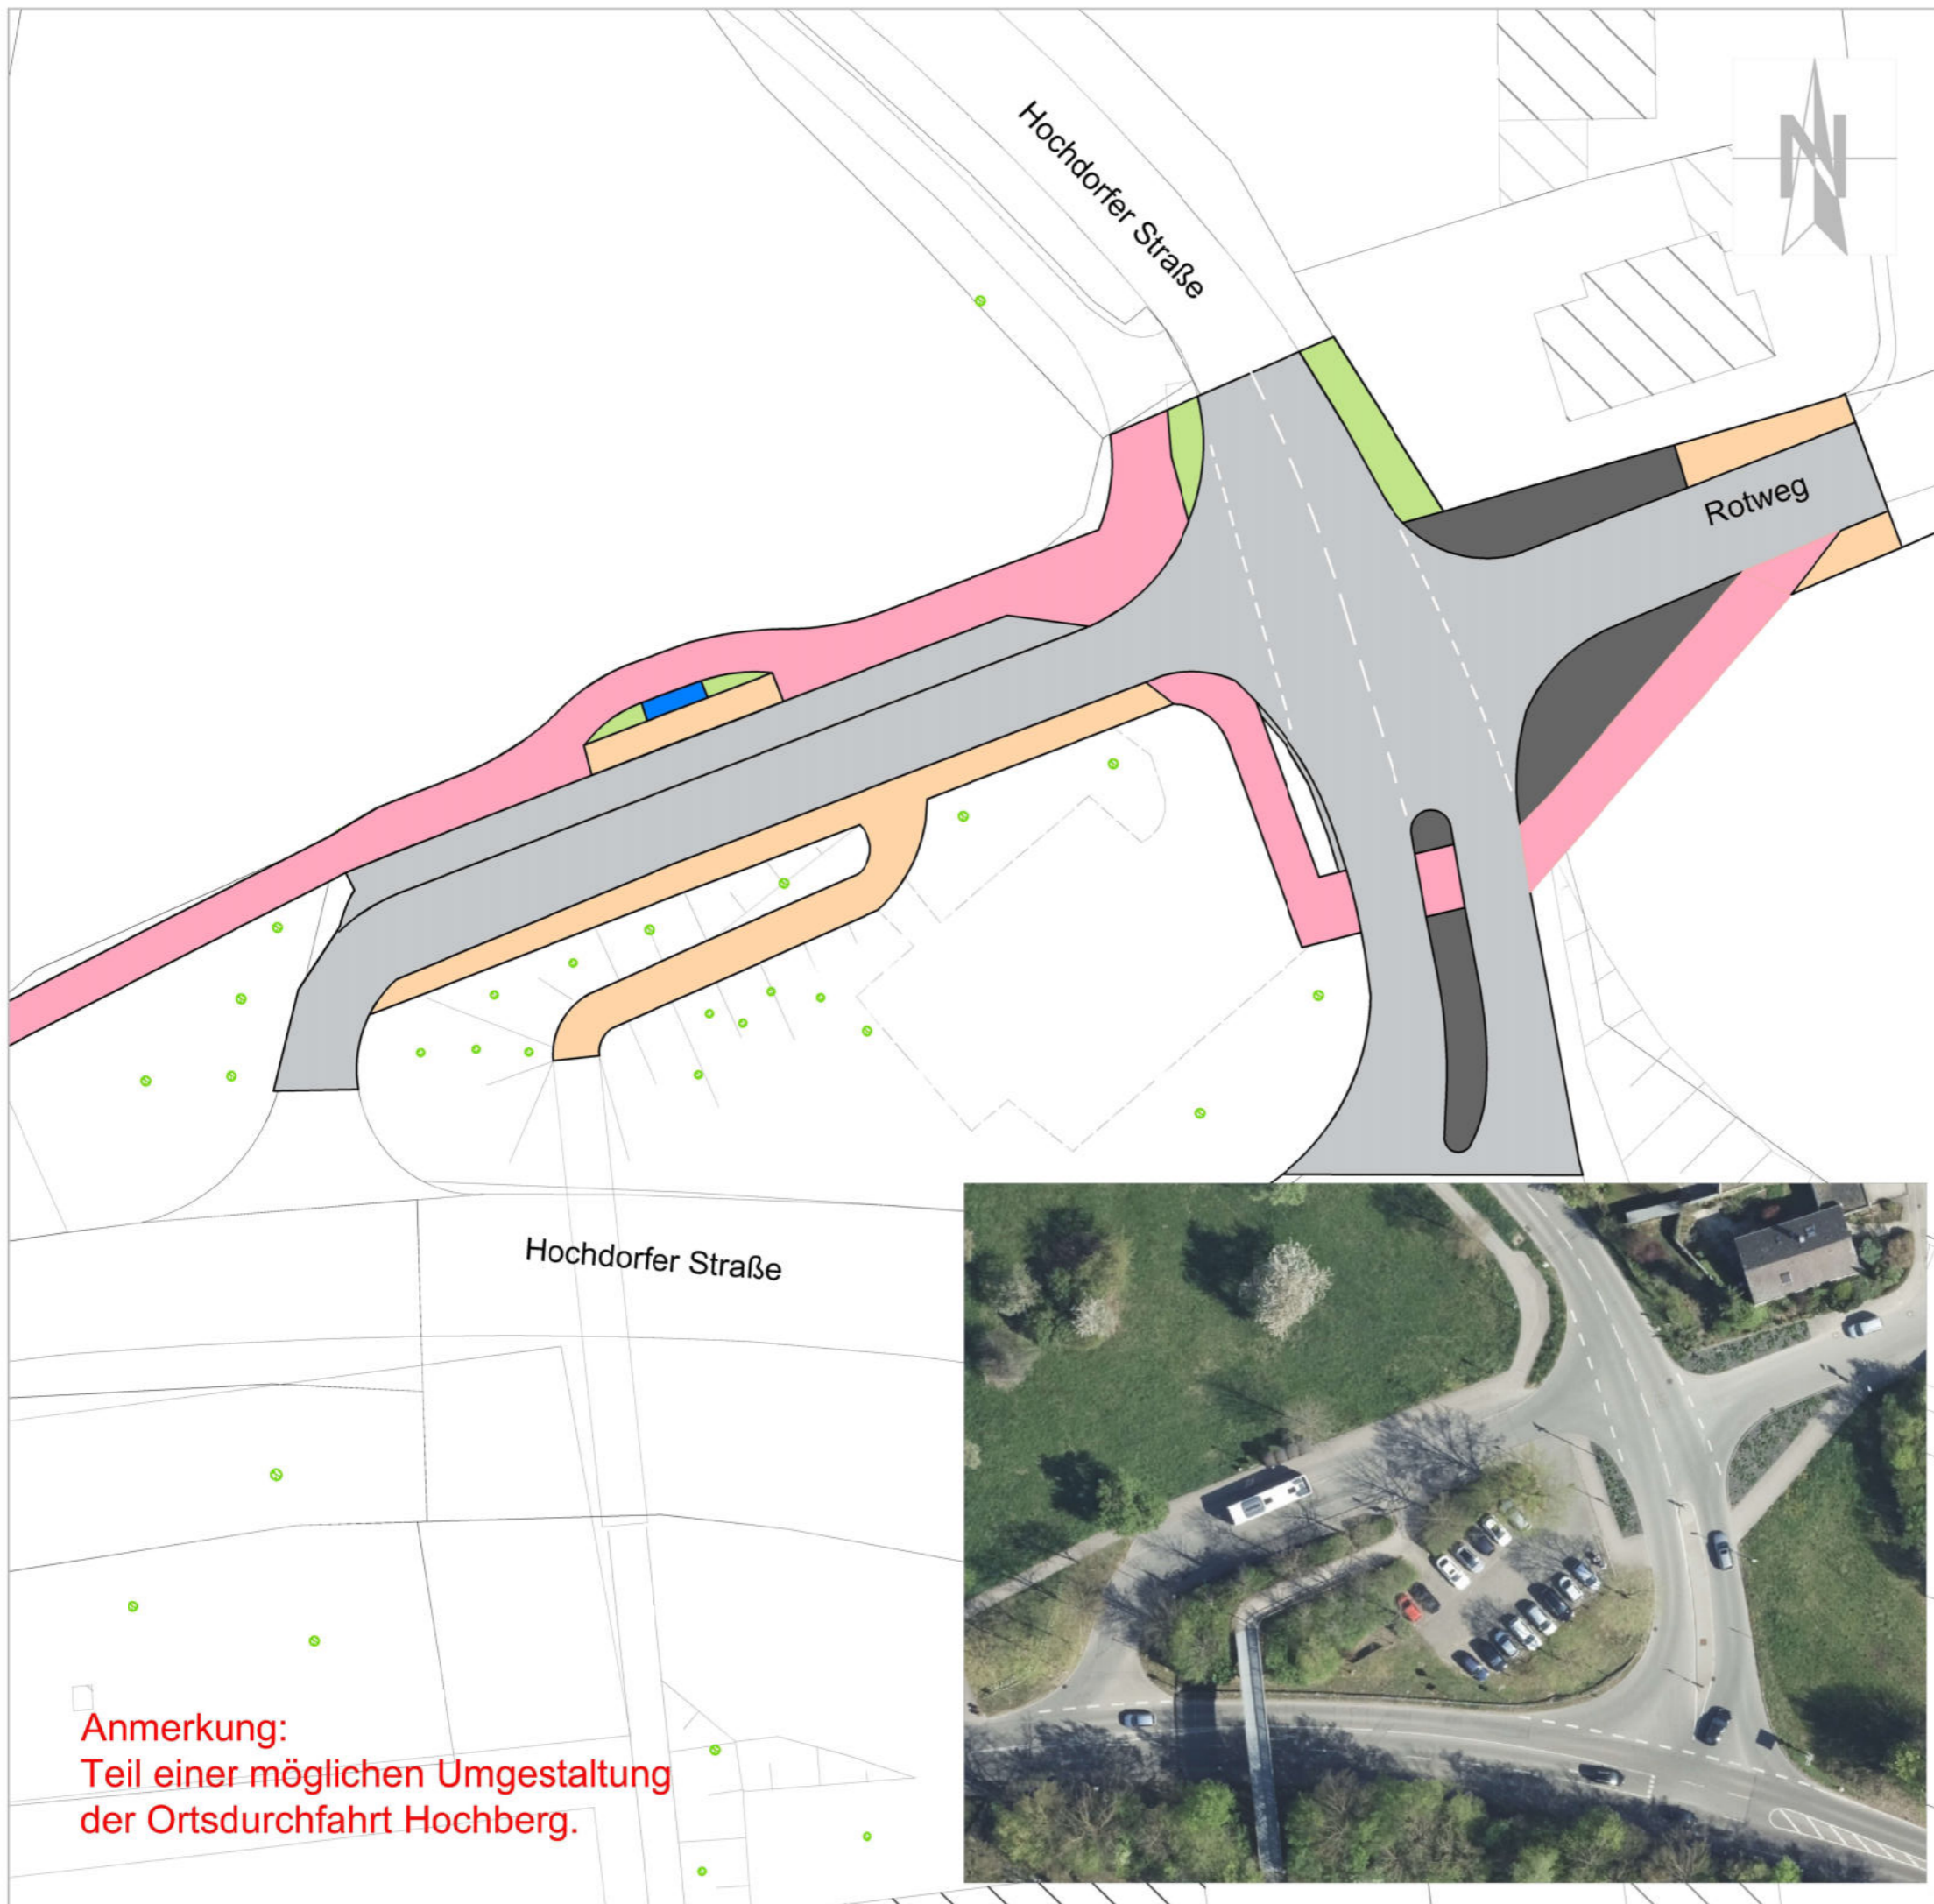 Hochdorfer Straße
N
Rotweg
Hochdorfer Straße
Anmerkung:
Teil einer möglichen Umgestaltung
der Ortsdurchfahrt Hochberg.